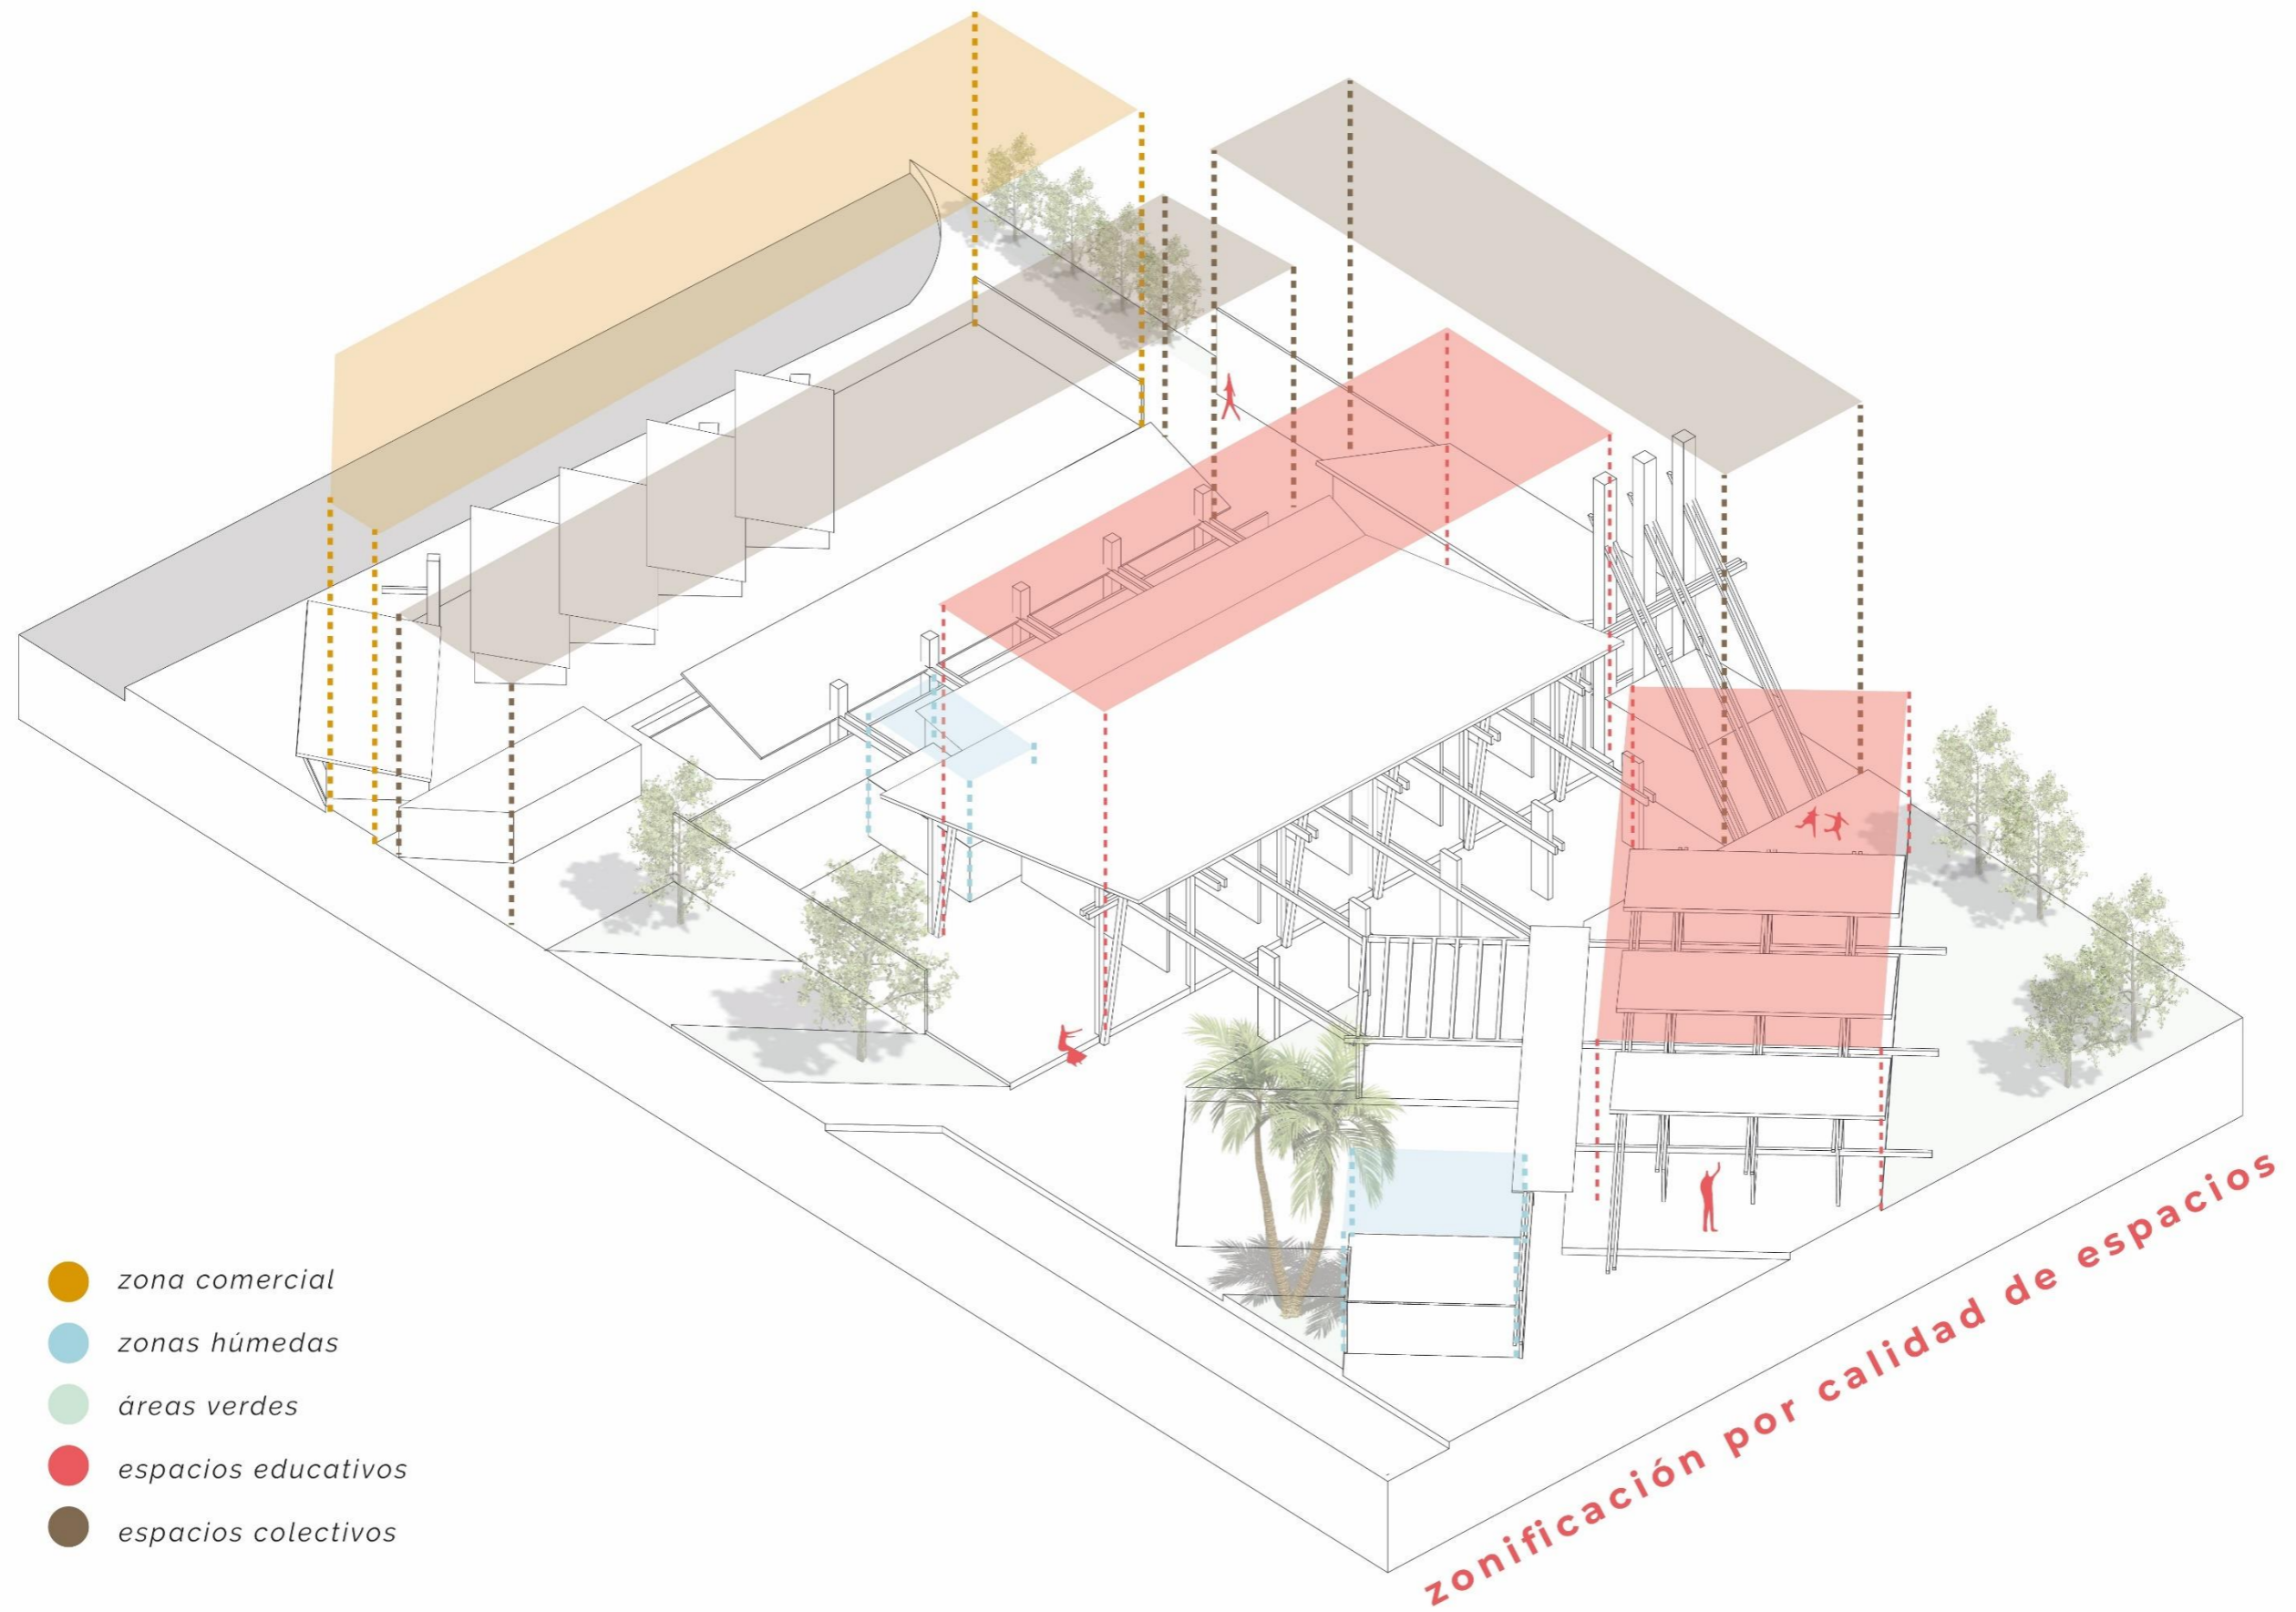 zona comercial
zonas húmedas
áreas verdes
espacios educativos
espacios colectivos
zonificación por calidad de espacios